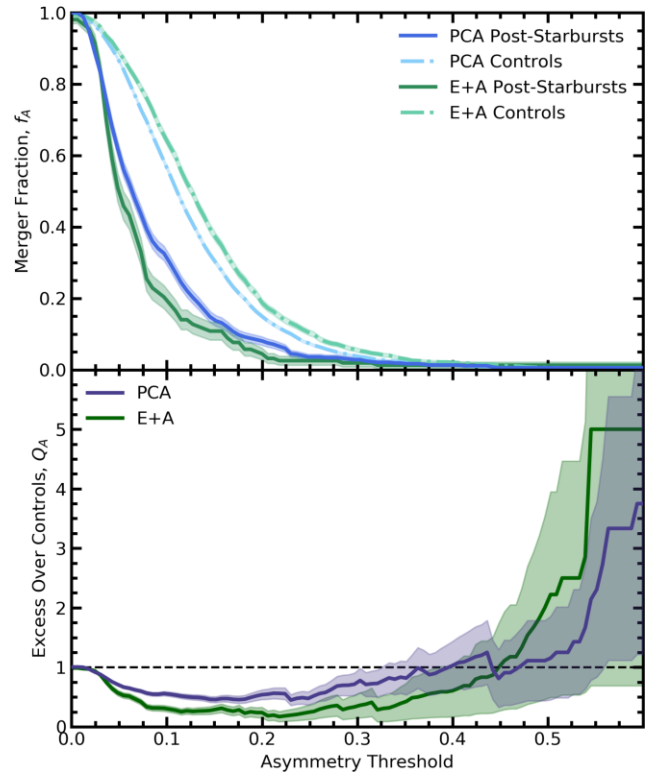 1.0
0.8
0.6
0.4
0.2
0.0
Merger Fraction, f_A
PCA Post-Starbursts
PCA Controls
E+A Post-Starbursts
E+A Controls
5
4
3
2
1
0
Excess Over Controls, Q_A
PCA
E+A
0.0 0.1 0.2 0.3 0.4 0.5
Asymmetry Threshold